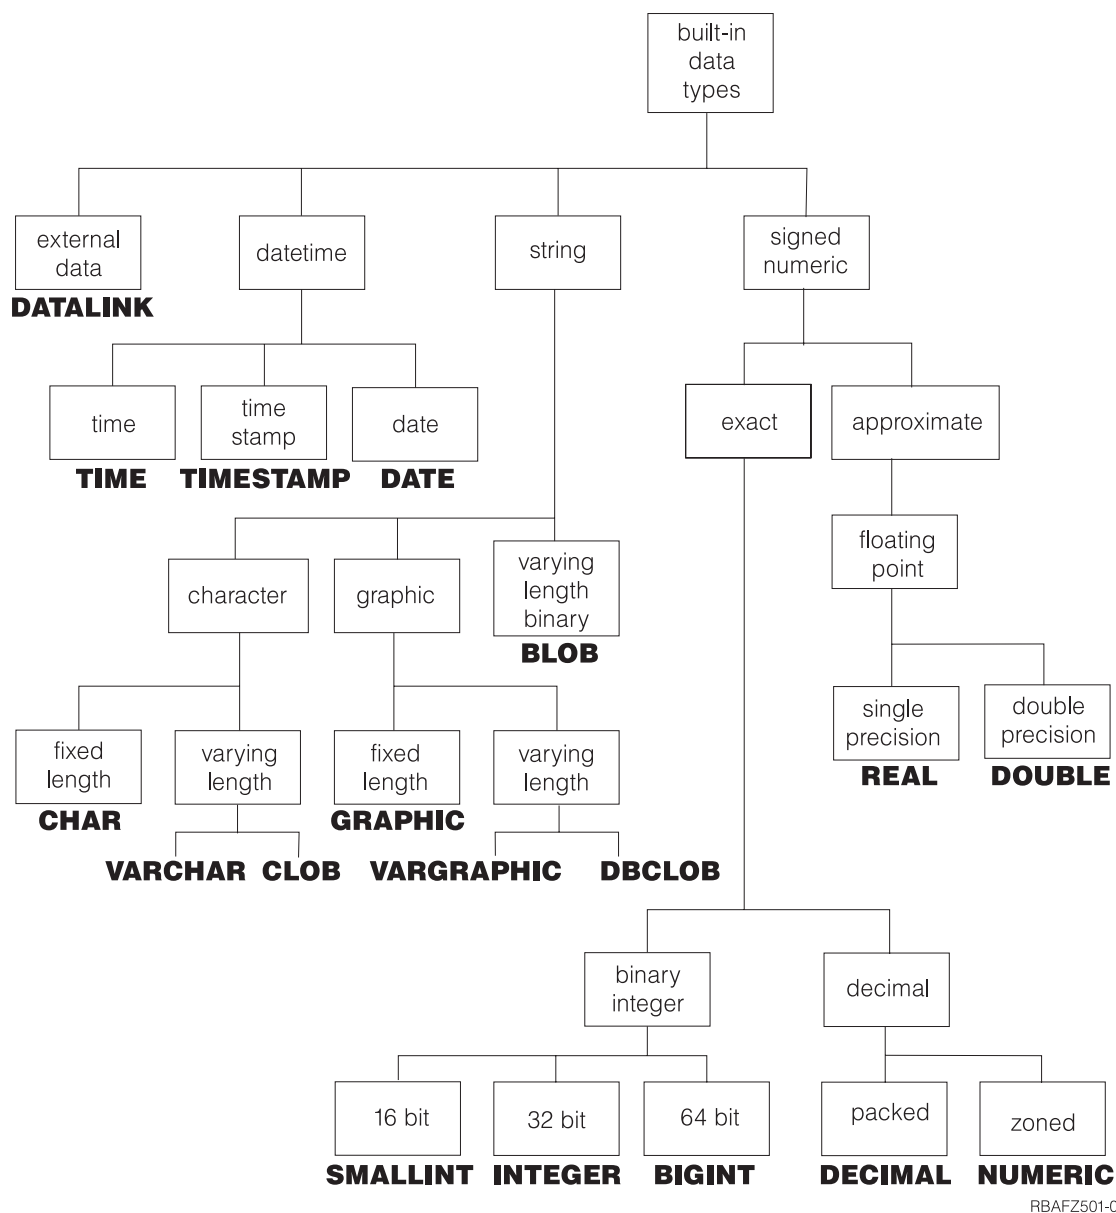 built-in
data
types
external
data
DATALINK
datetime
string
signed
numeric
time
TIME
time
stamp
TIMESTAMP
date
DATE
exact
approximate
character
graphic
varying
length
binary
BLOB
floating
point
fixed
length
CHAR
varying
length
VARCHAR CLOB
fixed
length
GRAPHIC
varying
length
VARGRAPHIC DBCLOB
single
precision
REAL
double
precision
DOUBLE
binary
integer
decimal
16 bit
SMALLINT
32 bit
INTEGER
64 bit
BIGINT
packed
DECIMAL
zoned
NUMERIC